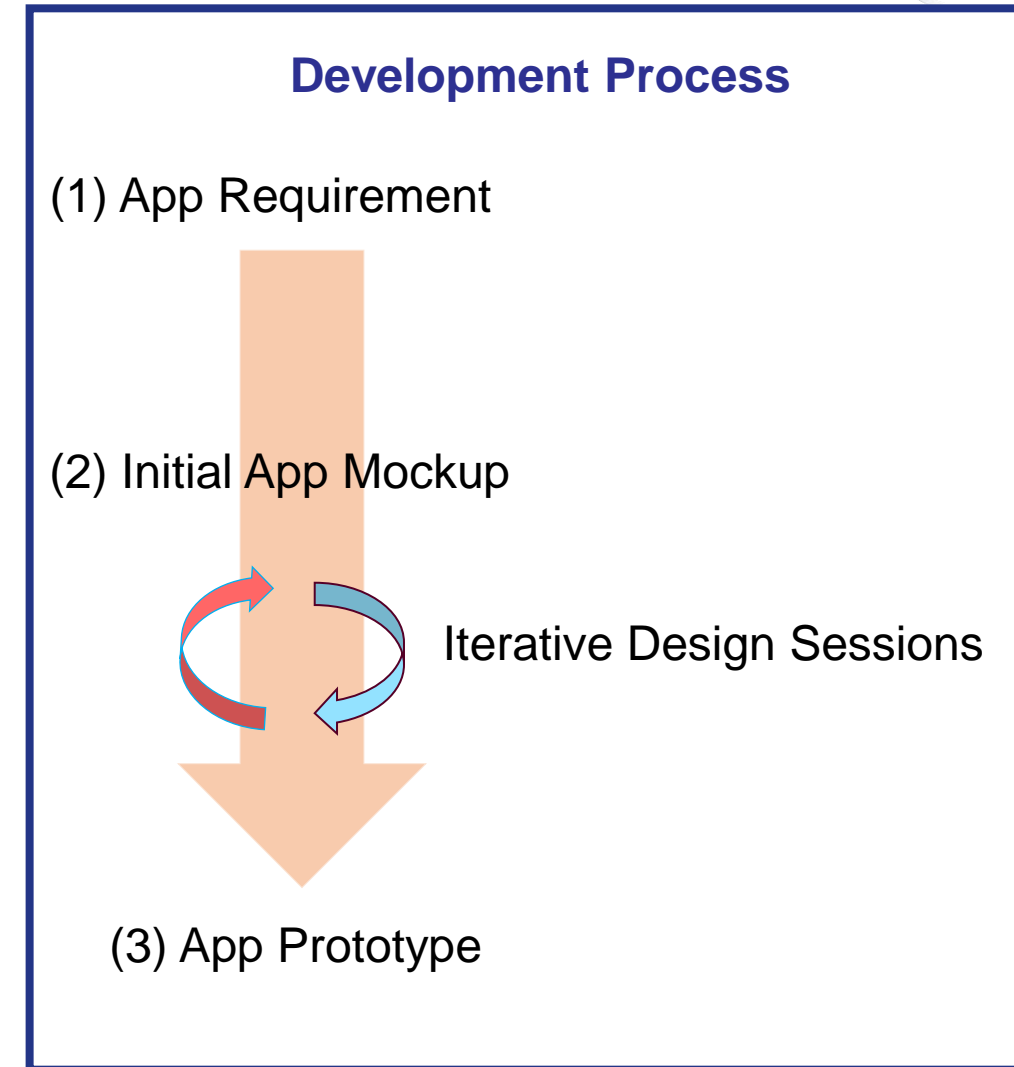 Development Process
(1) App Requirement
(2) Initial App Mockup
Iterative Design Sessions
(3) App Prototype